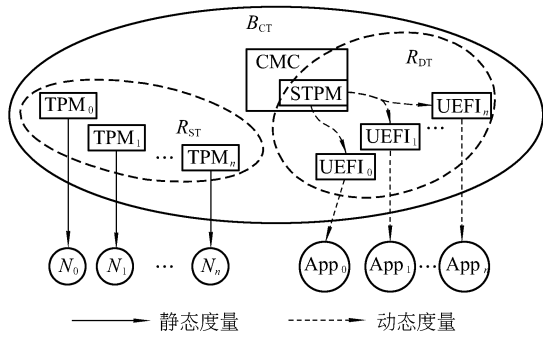 B_CT
CMC
R_DT
STPM
TPM_0
UEFI_n
R_ST
TPM_1
UEFI_1
...
... TPM_n
UEFI_0
N_0 N_1 ... N_n App_0 App_1 ... App_n
静态度量 动态度量